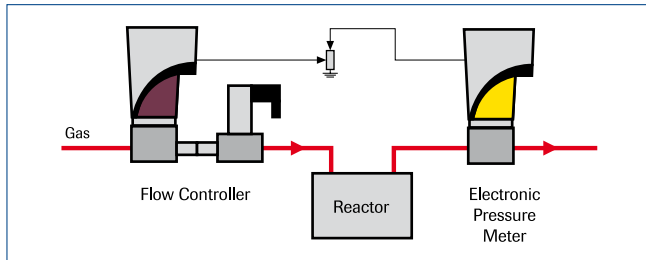 Gas
Flow Controller
Reactor
Electronic
Pressure
Meter